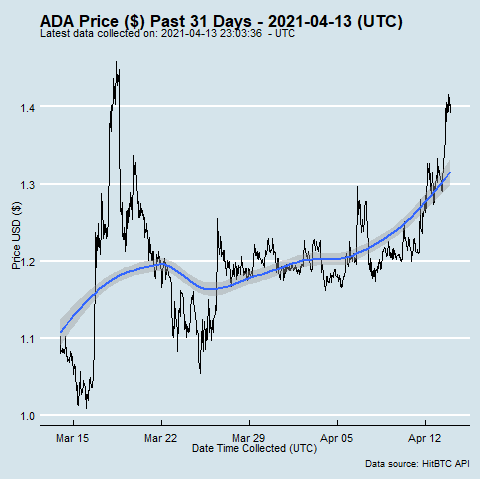 ADA Price ($) Past 31 Days - 2021-04-13 (UTC)
Latest data collected on: 2021-04-13 23:03:36  - UTC
Price USD ($)
1.4
1.3
1.2
1.1
1.0
Mar 15 Mar 22 Mar 29 Apr 05 Apr 12
Date Time Collected (UTC)
Data source: HitBTC API